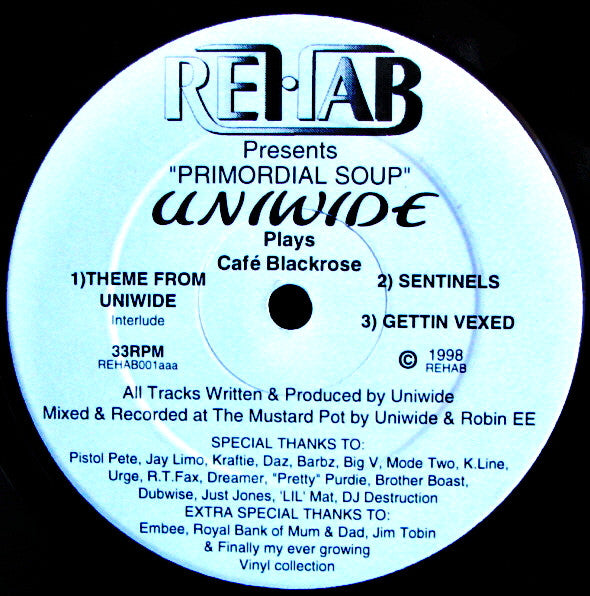 REHAB
Presents
"PRIMORDIAL SOUP"
UNIWIDE
Plays
Café Blackrose
1)THEME FROM
UNIWIDE
Interlude
33RPM
REHAB001aaa
2) SENTINELS
3) GETTIN VEXED
© 1998
REHAB
All Tracks Written & Produced by Uniwide
Mixed & Recorded at The Mustard Pot by Uniwide & Robin EE
SPECIAL THANKS TO:
Pistol Pete, Jay Limo, Kraftie, Daz, Barbz, Big V, Mode Two, K.Line,
Urge, R.T.Fax, Dreamer, "Pretty" Purdie, Brother Boast,
Dubwise, Just Jones, 'LIL' Mat, DJ Destruction
EXTRA SPECIAL THANKS TO:
Embee, Royal Bank of Mum & Dad, Jim Tobin
& Finally my ever growing
Vinyl collection